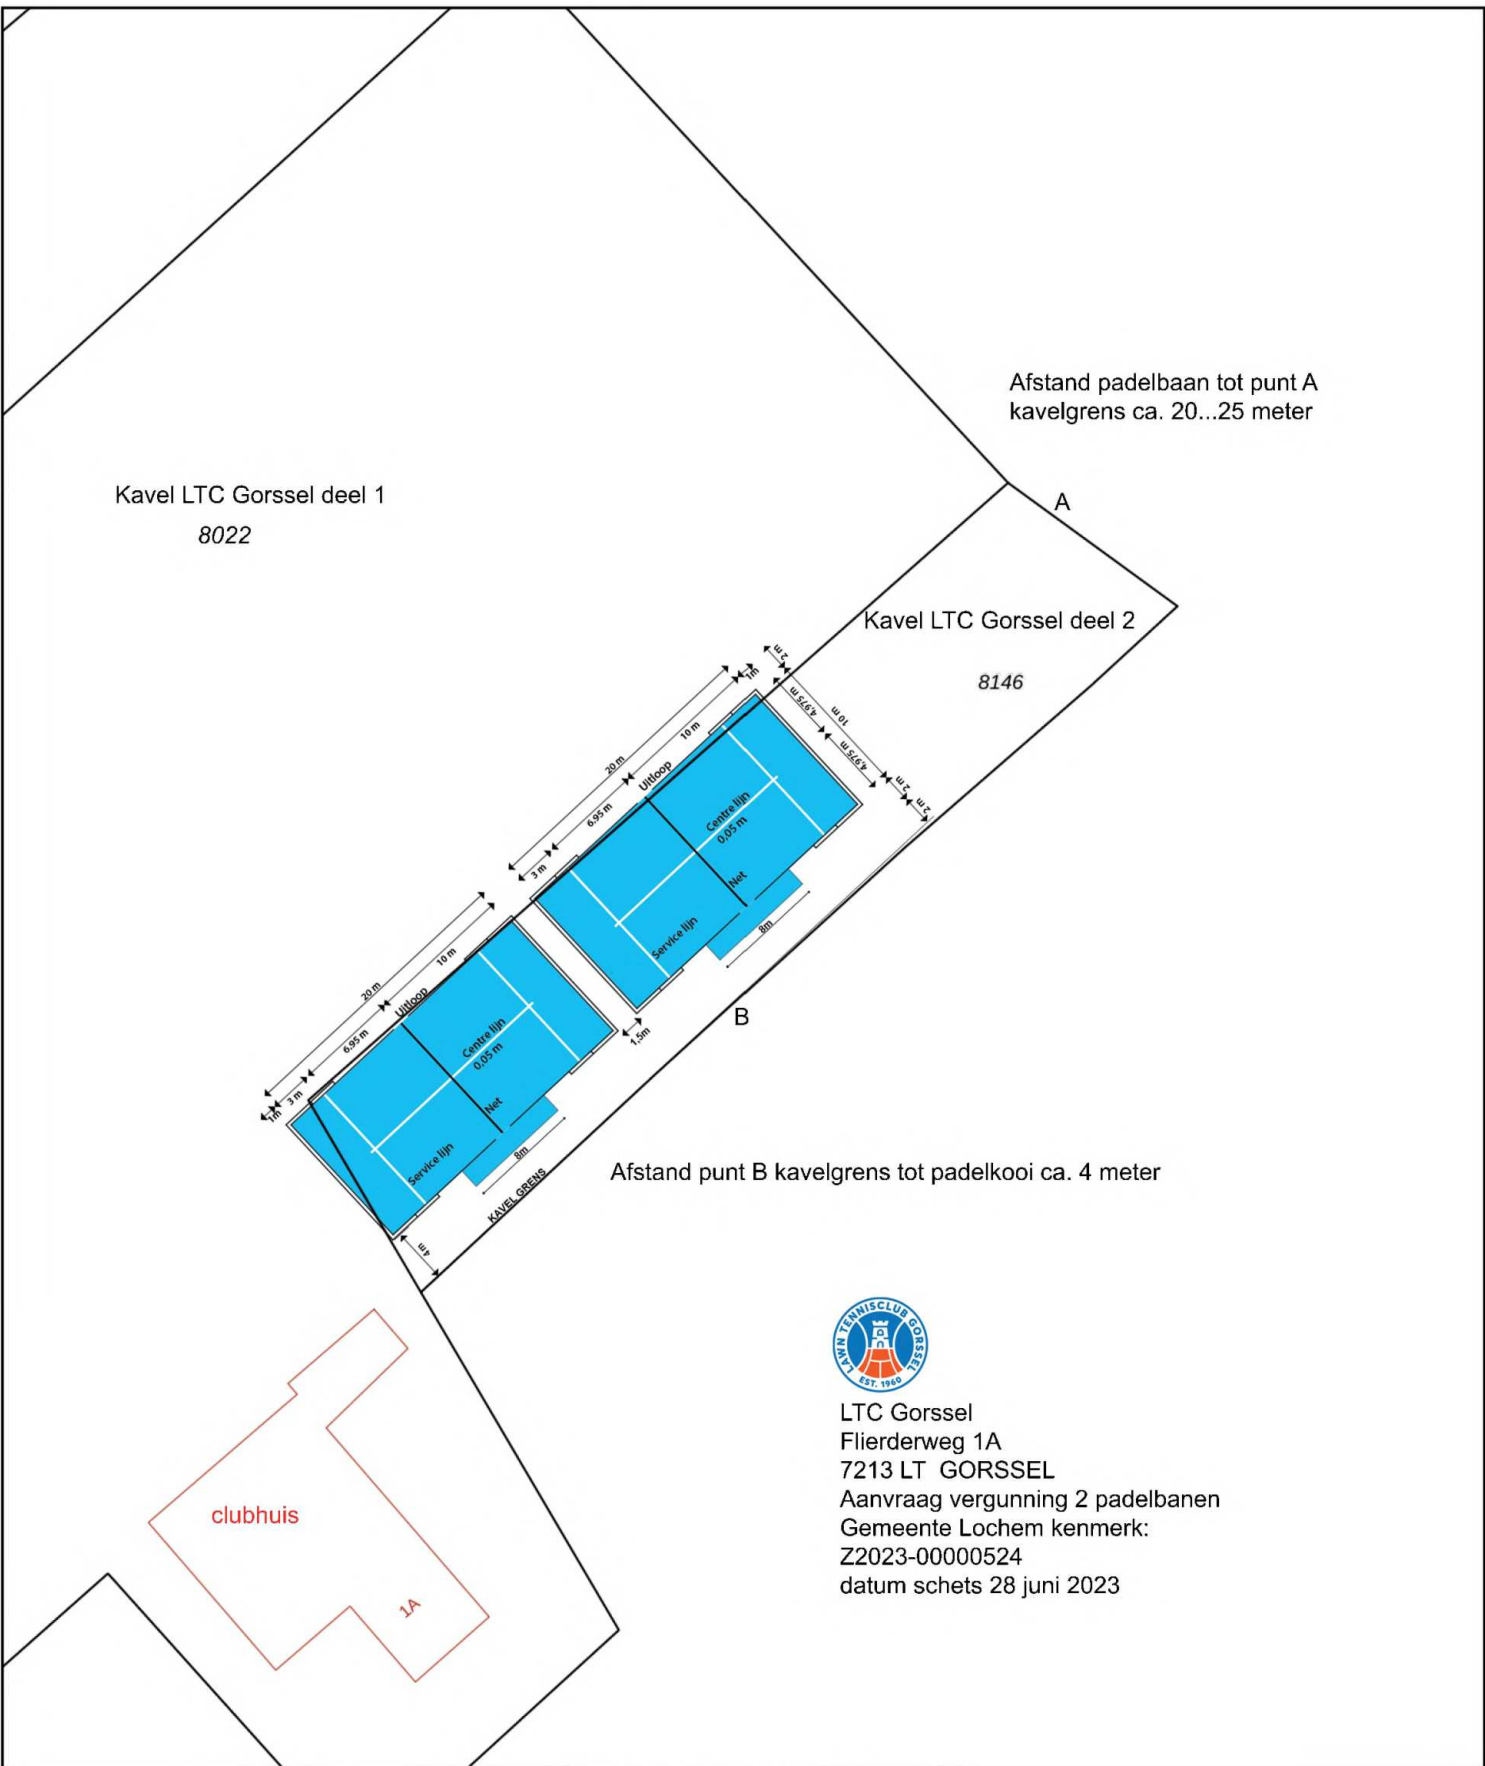 Afstand padelbaan tot punt A
kavelgrens ca. 20...25 meter
Kavel LTC Gorssel deel 1
8022
A
Kavel LTC Gorssel deel 2
8146
2 m
1m
4,975 m
10 m
4,975 m
2 m
2 m
10 m
20 m
Uitloop
6,95 m
3 m
Centre lijn
0,05 m
Net
Service lijn
8m
B
1,5m
10 m
20 m
Uitloop
6,95 m
3 m
1m
Centre lijn
0,05 m
Net
Service lijn
8m
KAVEL GRENS
4m
Afstand punt B kavelgrens tot padelkooi ca. 4 meter
LAWN TENNISCLUB GORSSEL
EST. 1960
LTC Gorssel
Flierderweg 1A
7213 LT GORSSEL
Aanvraag vergunning 2 padelbanen
Gemeente Lochem kenmerk:
Z2023-00000524
datum schets 28 juni 2023
clubhuis
1A